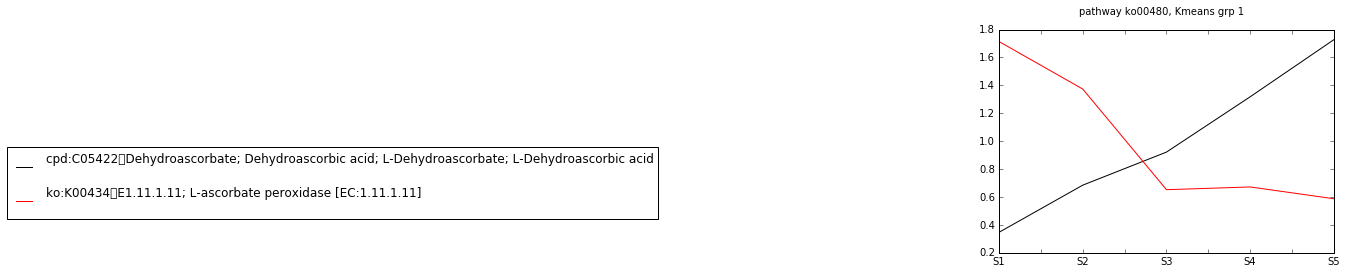 pathway ko00480, Kmeans grp 1
1.8
1.6
1.4
1.2
1.0
0.8
0.6
0.4
0.2
S1 S2 S3 S4 S5
cpd:C05422▯Dehydroascorbate; Dehydroascorbic acid; L-Dehydroascorbate; L-Dehydroascorbic acid
ko:K00434▯E1.11.1.11; L-ascorbate peroxidase [EC:1.11.1.11]